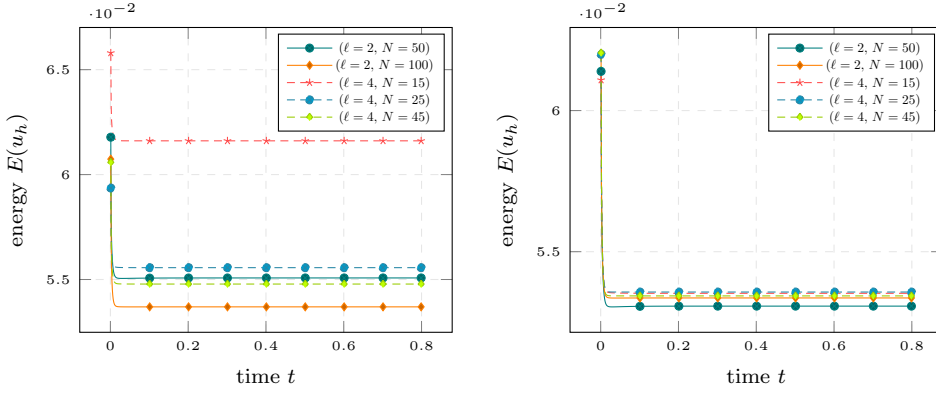 ·10⁻²
6.5
6
5.5
energy E(u_h)
0
0.2
0.4
0.6
0.8
time t
(ℓ = 2, N = 50)
(ℓ = 2, N = 100)
(ℓ = 4, N = 15)
(ℓ = 4, N = 25)
(ℓ = 4, N = 45)
·10⁻²
6
5.5
energy E(u_h)
0
0.2
0.4
0.6
0.8
time t
(ℓ = 2, N = 50)
(ℓ = 2, N = 100)
(ℓ = 4, N = 15)
(ℓ = 4, N = 25)
(ℓ = 4, N = 45)